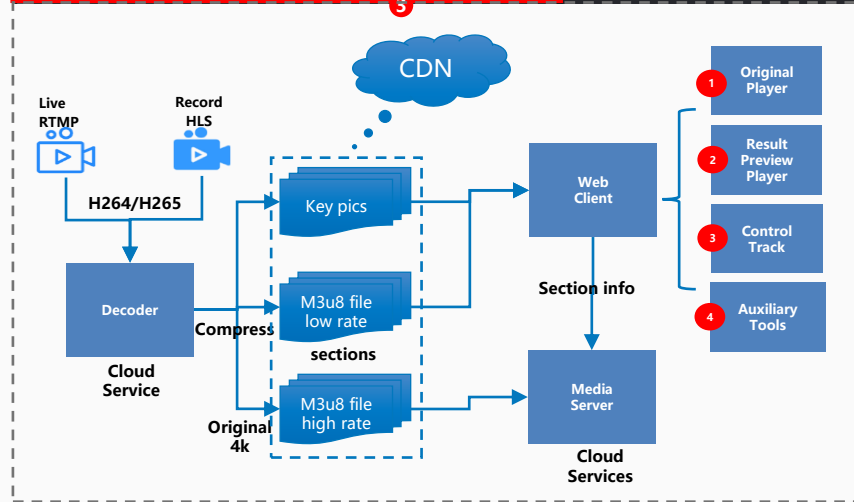 5
CDN
Live
RTMP
Record
HLS
H264/H265
Decoder
Cloud
Service
Compress
Original
4k
Key pics
M3u8 file
low rate
sections
M3u8 file
high rate
Web
Client
Section info
Media
Server
Cloud
Services
1
Original
Player
2
Result
Preview
Player
3
Control
Track
4
Auxiliary
Tools